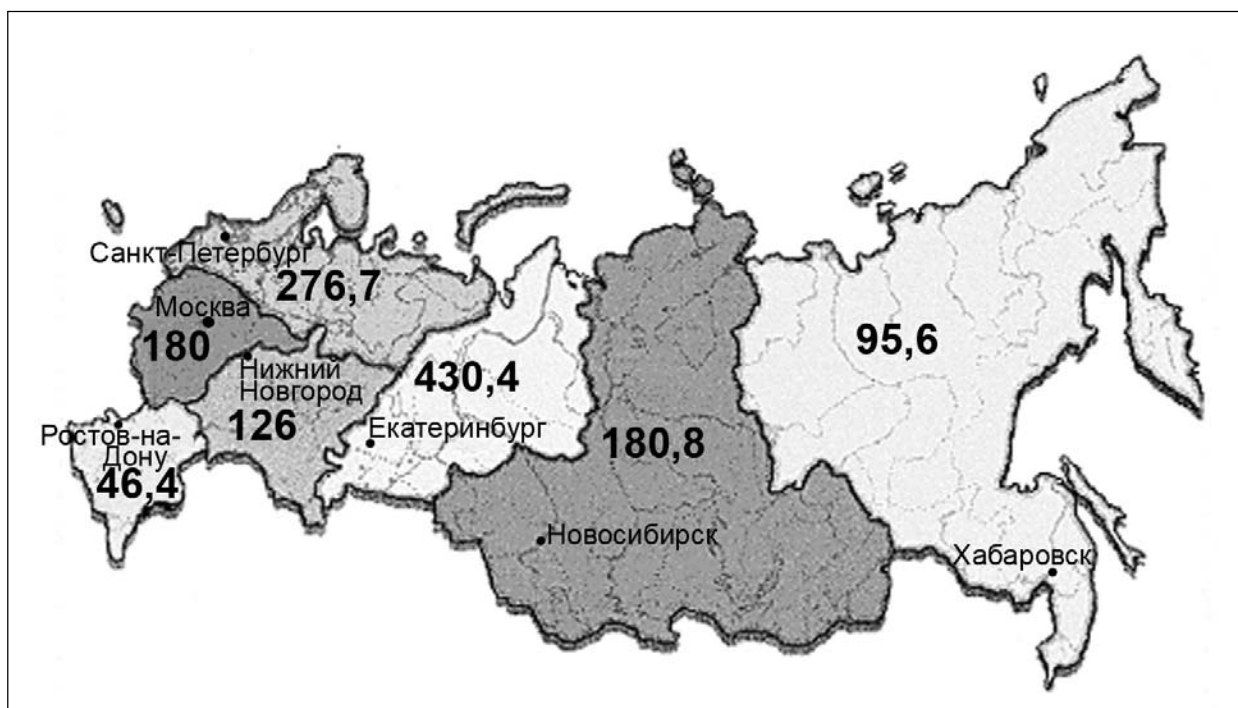 Санкт-Петербург
276,7
Москва
180
Нижний
Новгород
126
Ростов-на-
Дону
46,4
430,4
Екатеринбург
180,8
Новосибирск
95,6
Хабаровск